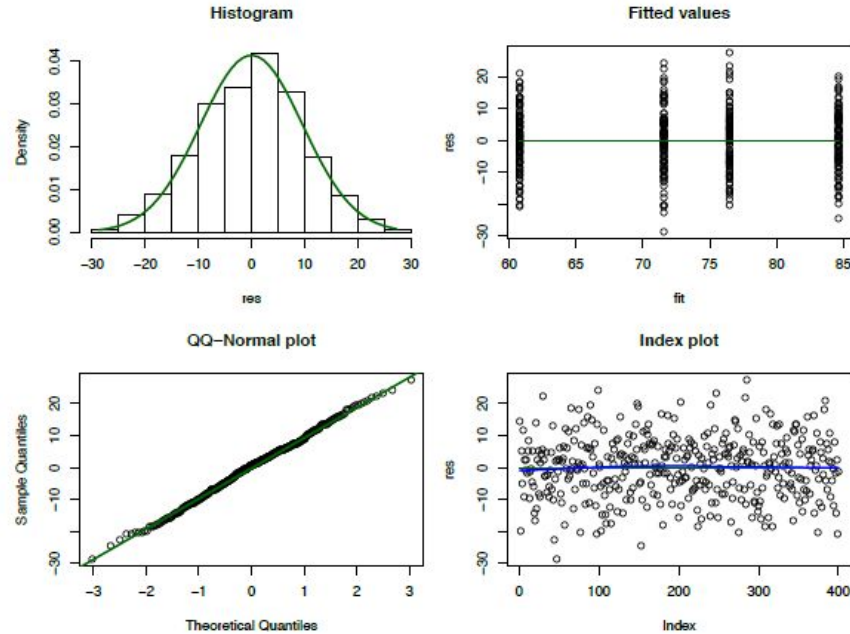 Histogram
Density
0.00 0.01 0.02 0.03 0.04
−30 −20 −10 0 10 20 30
res
Fitted values
res
−30 −10 0 10 20
60 65 70 75 80 85
fit
QQ−Normal plot
Sample Quantiles
−30 −10 0 10 20
−3 −2 −1 0 1 2 3
Theoretical Quantiles
Index plot
res
−30 −10 0 10 20
0 100 200 300 400
Index